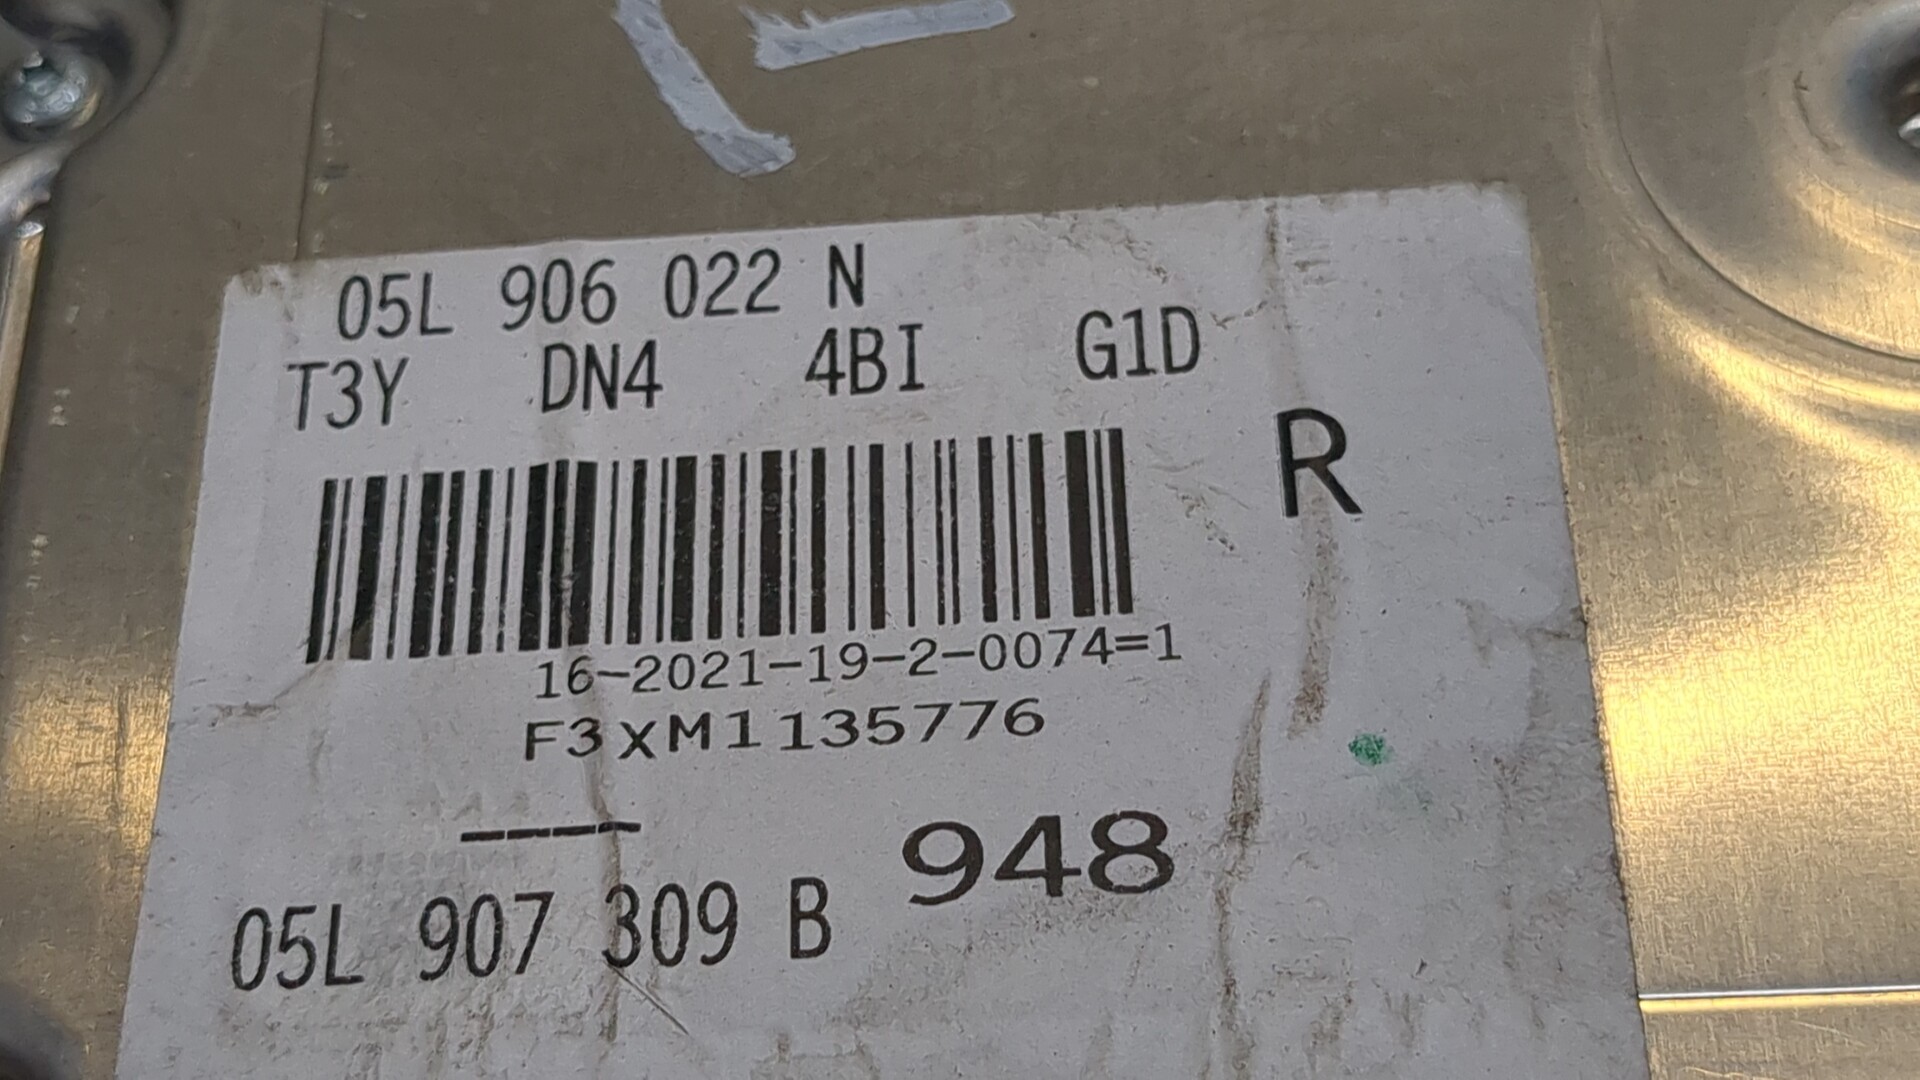 05L 906 022 N
T3Y DN4 4BI G1D
R
16-2021-19-2-0074=1
F3XM1135776
----
948
05L 907 309 B